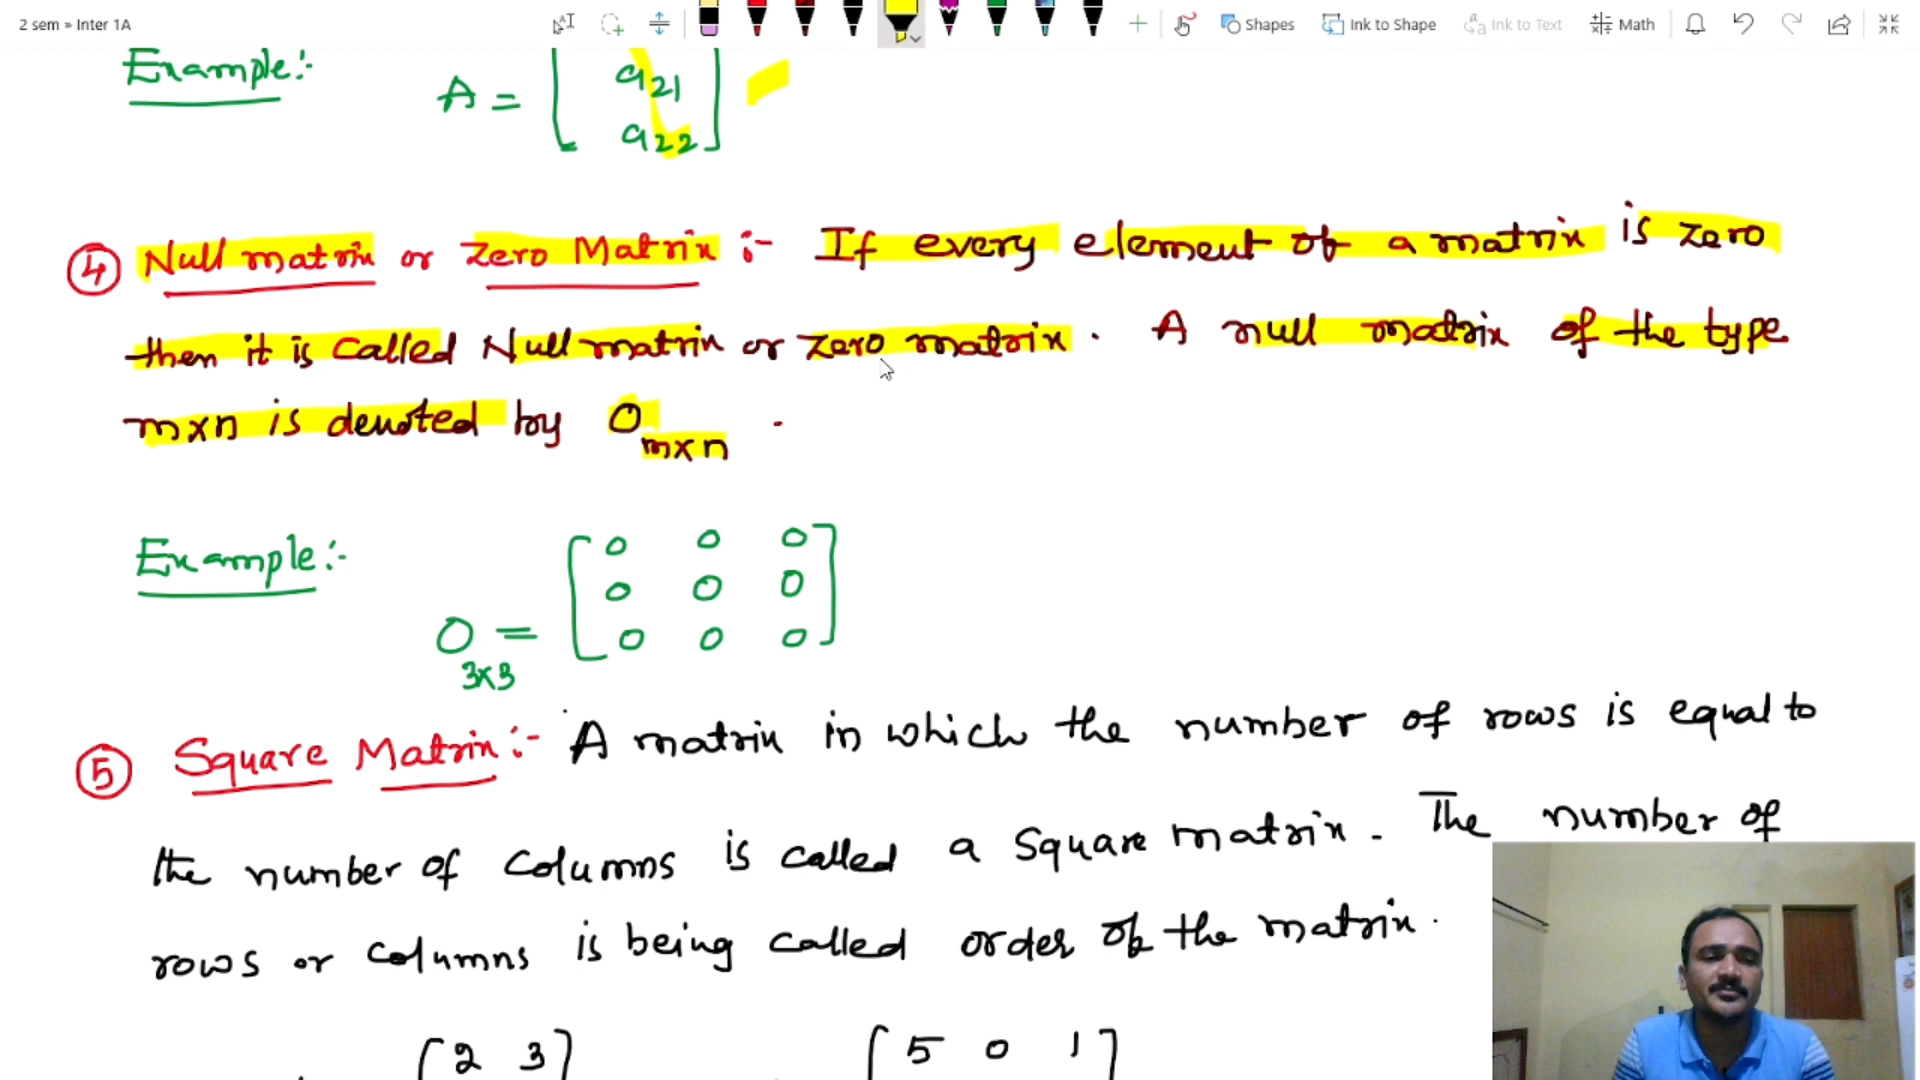 2 sem » Inter 1A
Shapes Ink to Shape Ink to Text Math
Example:-
A = [ a21
a22 ]
④ Null matrix or Zero Matrix :- If every element of a matrix is zero
then it is called Null matrix or zero matrix. A null matrix of the type
m×n is denoted by O m×n .
Example:-
0 0 0
0 0 0
O 3×3 = 0 0 0
⑤ Square Matrix :- A matrix in which the number of rows is equal to
the number of columns is called a square matrix. The number of
rows or columns is being called order of the matrix.
[ 2 3 ] [ 5 0 1 ]